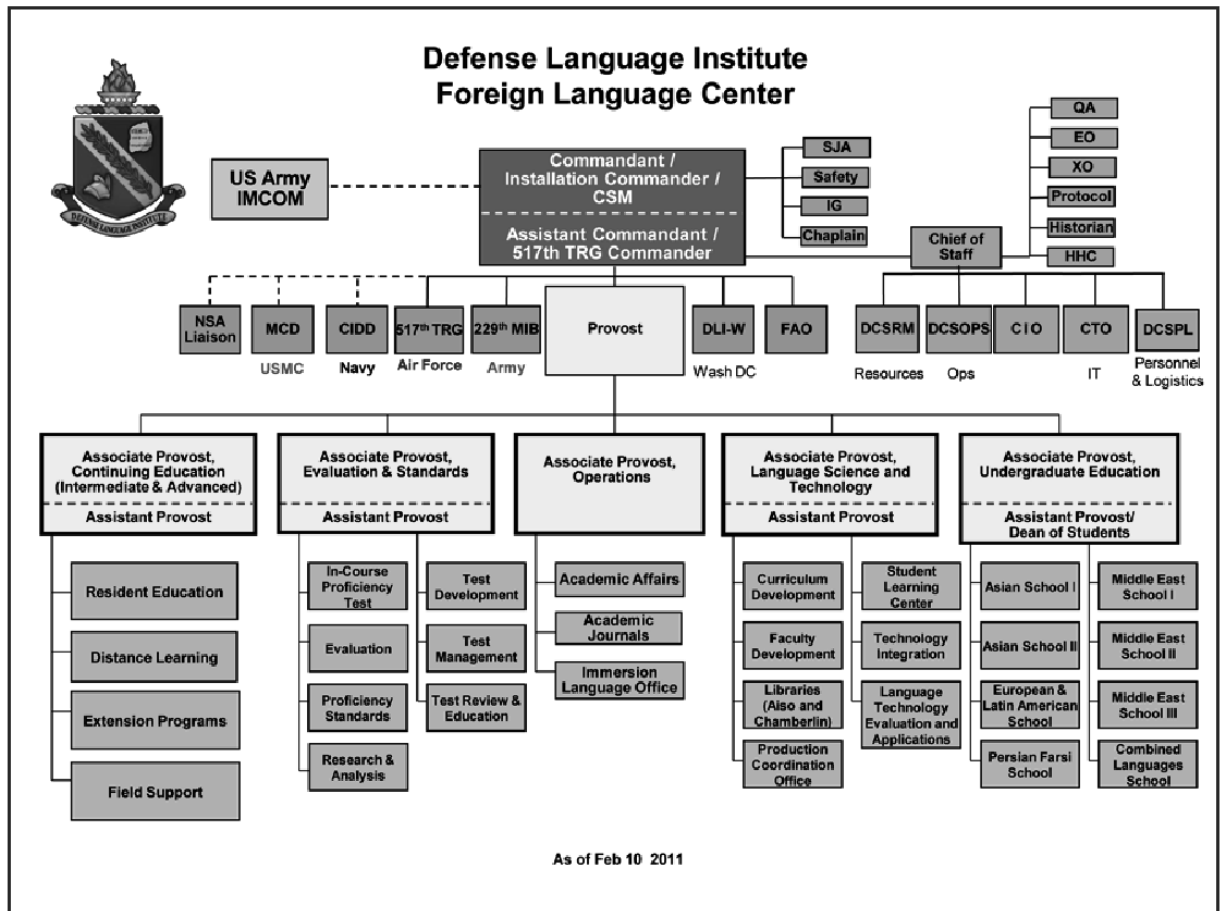 Defense Language Institute
Foreign Language Center
DEFENSE LANGUAGE INSTITUTE
US Army
IMCOM
Commandant /
Installation Commander /
CSM
Assistant Commandant /
517th TRG Commander
SJA
Safety
IG
Chaplain
QA
EO
XO
Protocol
Historian
HHC
Chief of
Staff
NSA
Liaison
MCD
USMC
CIDD
Navy
517th TRG
Air Force
229th MIB
Army
Provost
DLI-W
Wash DC
FAO
DCSRM
Resources
DCSOPS
Ops
CIO
CTO
IT
DCSPL
Personnel
& Logistics
Associate Provost,
Continuing Education
(Intermediate & Advanced)
Assistant Provost
Resident Education
Distance Learning
Extension Programs
Field Support
Associate Provost,
Evaluation & Standards
Assistant Provost
In-Course
Proficiency
Test
Evaluation
Proficiency
Standards
Research &
Analysis
Test
Development
Test
Management
Test Review &
Education
Associate Provost,
Operations
Academic Affairs
Academic
Journals
Immersion
Language Office
Associate Provost,
Language Science and
Technology
Assistant Provost
Curriculum
Development
Faculty
Development
Libraries
(Aiso and
Chamberlin)
Production
Coordination
Office
Student
Learning
Center
Technology
Integration
Language
Technology
Evaluation and
Applications
Associate Provost,
Undergraduate Education
Assistant Provost/
Dean of Students
Asian School I
Asian School II
European &
Latin American
School
Persian Farsi
School
Middle East
School I
Middle East
School II
Middle East
School III
Combined
Languages
School
As of Feb 10 2011